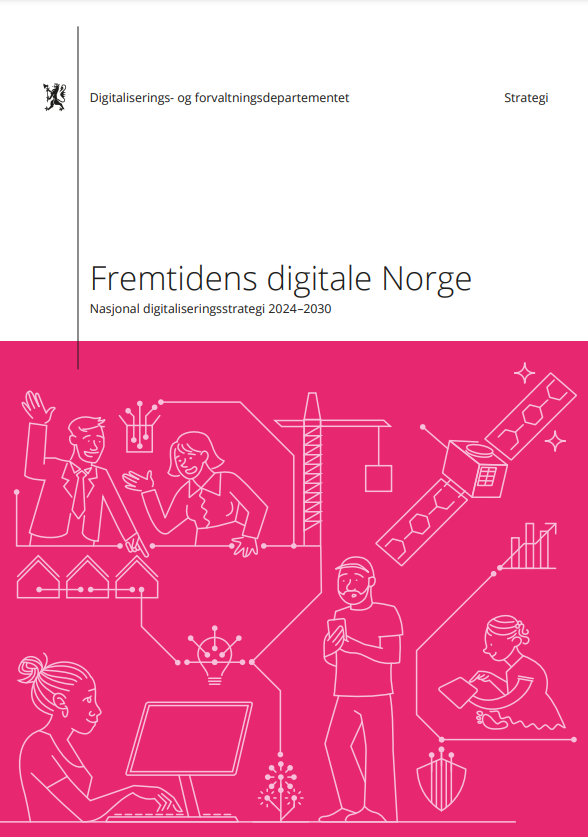 Digitaliserings- og forvaltningsdepartementet
Strategi
Fremtidens digitale Norge
Nasjonal digitaliseringsstrategi 2024–2030